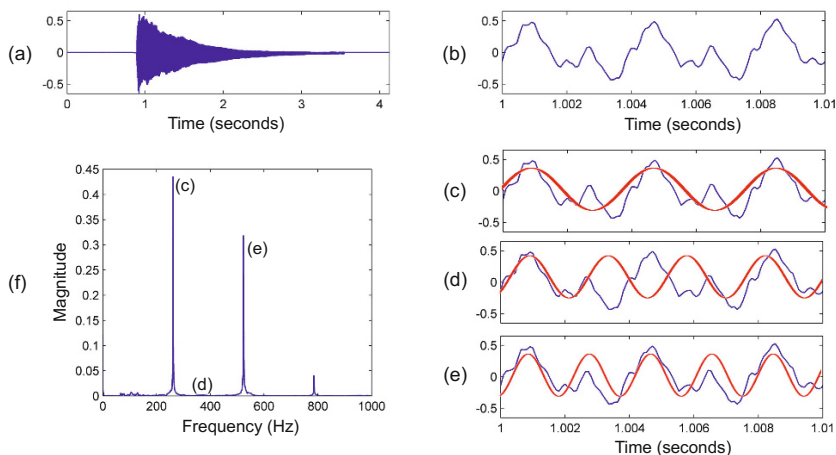 (a)
0.5
0
-0.5
0 1 2 3 4
Time (seconds)
(b)
0.5
0
-0.5
1 1.002 1.004 1.006 1.008 1.01
Time (seconds)
(f)
Magnitude
0.45
0.4
0.35
0.3
0.25
0.2
0.15
0.1
0.05
0
(c)
(e)
(d)
0 200 400 600 800 1000
Frequency (Hz)
(c)
0.5
0
-0.5
(d)
0.5
0
-0.5
(e)
0.5
0
-0.5
1 1.002 1.004 1.006 1.008 1.01
Time (seconds)